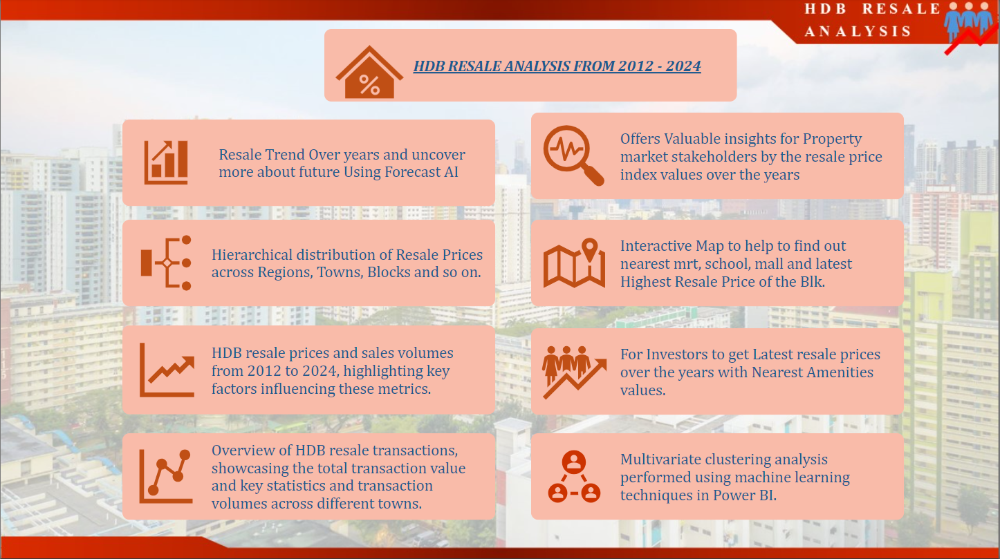 HDB RESALE
ANALYSIS
HDB RESALE ANALYSIS FROM 2012 - 2024
%
Resale Trend Over years and uncover
more about future Using Forecast AI
Offers Valuable insights for Property
market stakeholders by the resale price
index values over the years
Hierarchical distribution of Resale Prices
across Regions, Towns, Blocks and so on.
Interactive Map to help to find out
nearest mrt, school, mall and latest
Highest Resale Price of the Blk.
HDB resale prices and sales volumes
from 2012 to 2024, highlighting key
factors influencing these metrics.
For Investors to get Latest resale prices
over the years with Nearest Amenities
values.
Overview of HDB resale transactions,
showcasing the total transaction value
and key statistics and transaction
volumes across different towns.
Multivariate clustering analysis
performed using machine learning
techniques in Power BI.